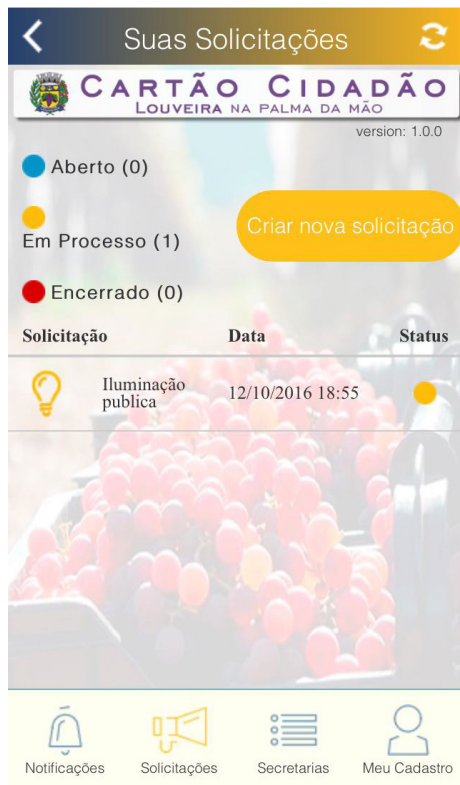 Suas Solicitações
CARTÃO CIDADÃO
LOUVEIRA NA PALMA DA MÃO
version: 1.0.0
Aberto (0)
Em Processo (1)
Criar nova solicitação
Encerrado (0)
Solicitação Data Status
Iluminação
publica
12/10/2016 18:55
Notificações Solicitações Secretarias Meu Cadastro